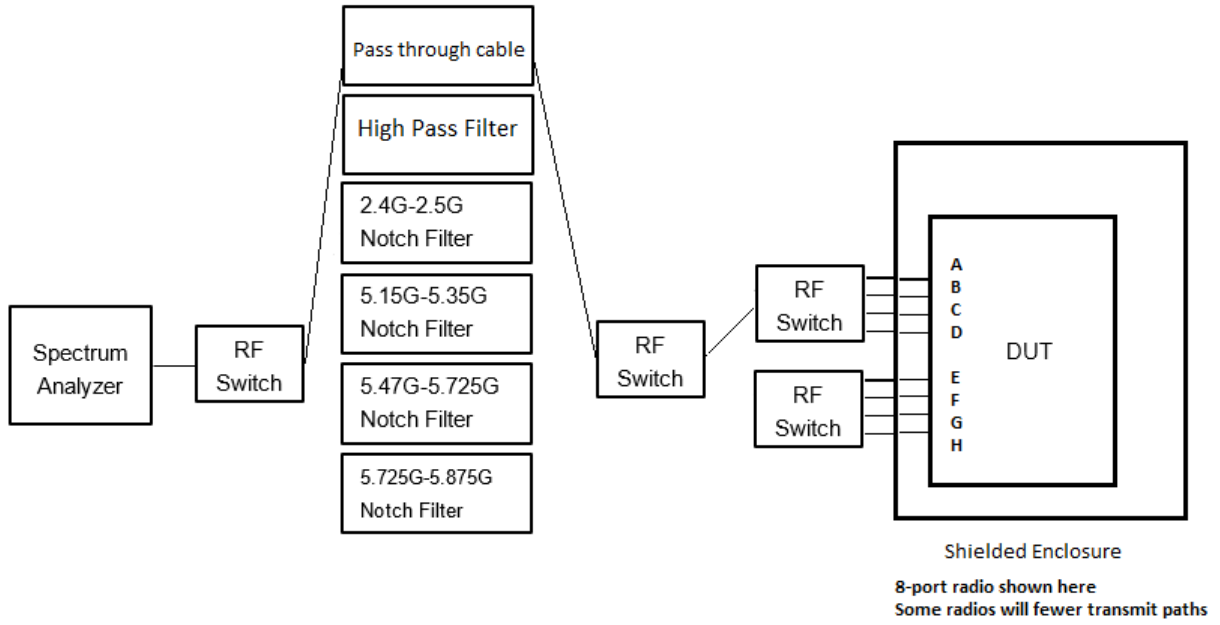 Pass through cable
High Pass Filter
2.4G-2.5G
Notch Filter
5.15G-5.35G
Notch Filter
5.47G-5.725G
Notch Filter
5.725G-5.875G
Notch Filter
Spectrum
Analyzer
RF
Switch
RF
Switch
RF
Switch
RF
Switch
A
B
C
D
E
F
G
H
DUT
Shielded Enclosure
8-port radio shown here
Some radios will fewer transmit paths